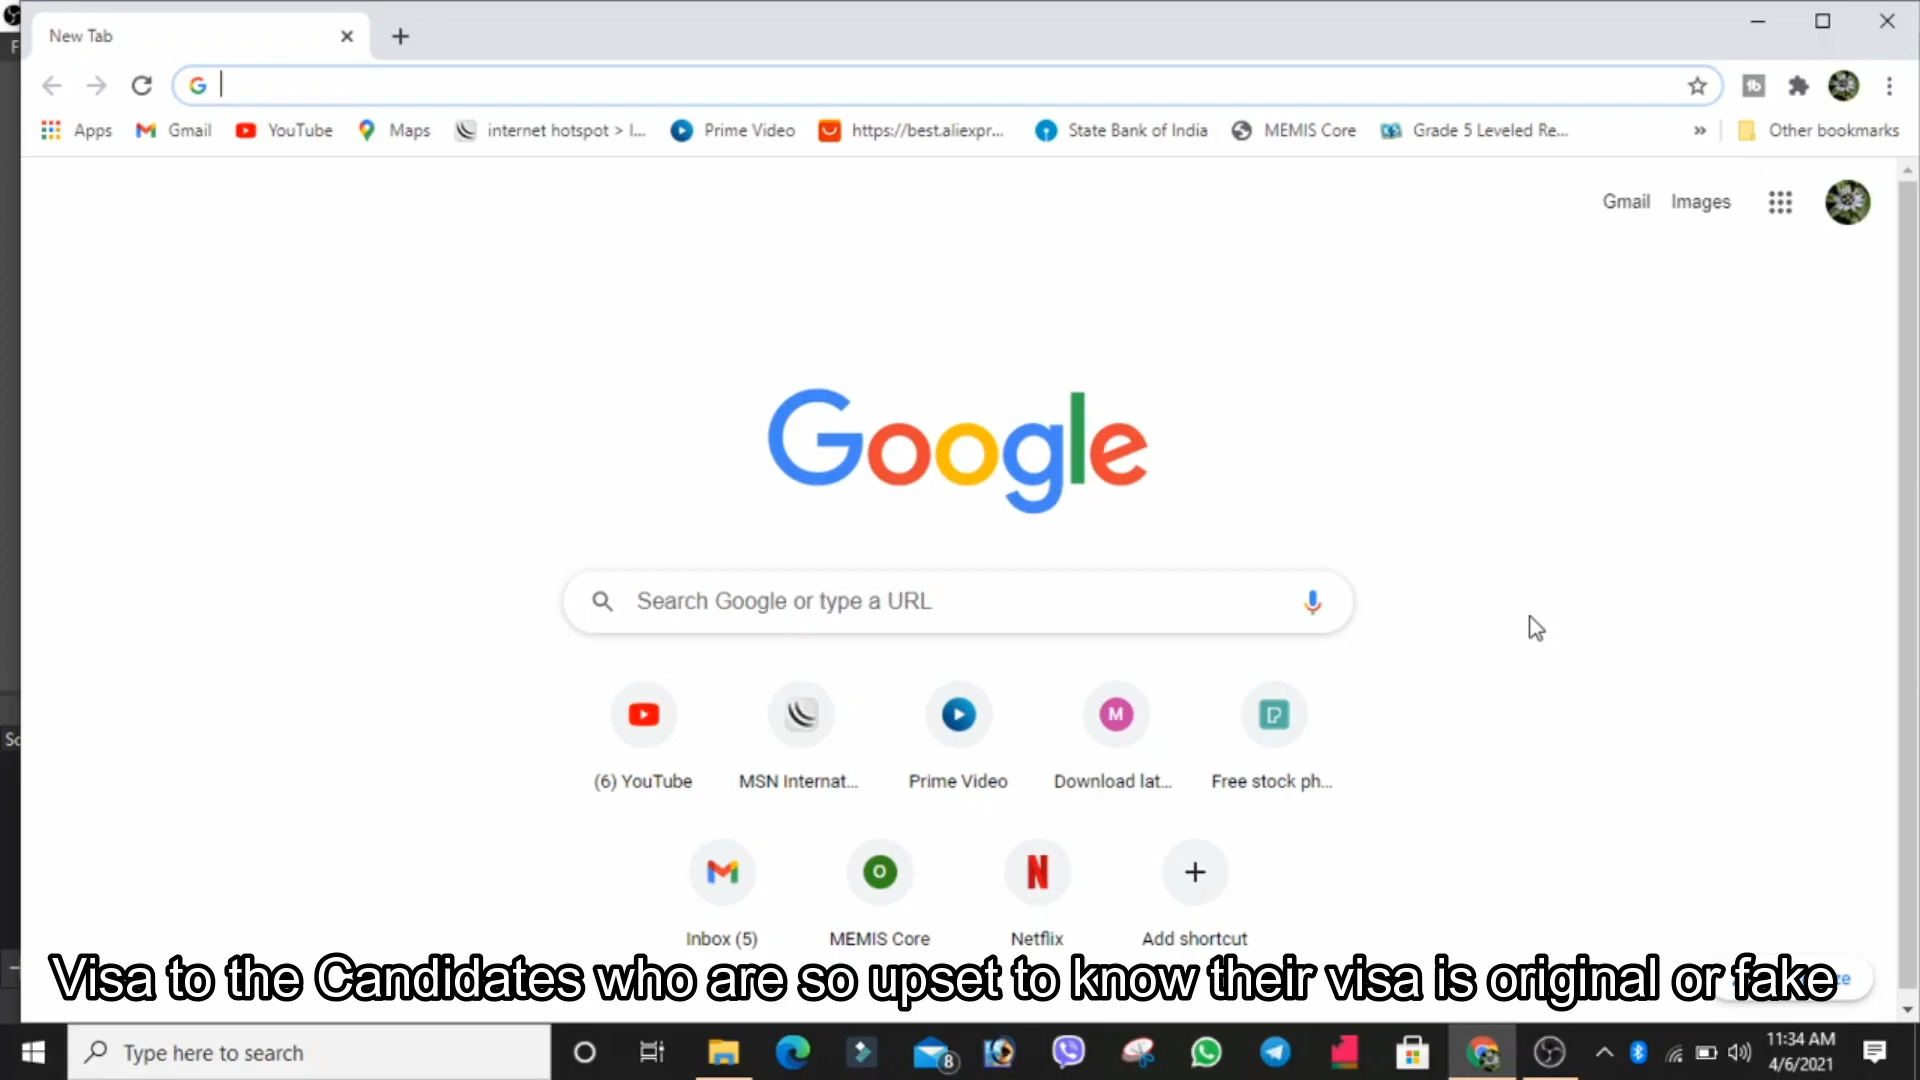 New Tab
Apps Gmail YouTube Maps internet hotspot > I... Prime Video https://best.aliexpr... State Bank of India MEMIS Core Grade 5 Leveled Re... » Other bookmarks
Gmail Images
Google
Search Google or type a URL
(6) YouTube MSN Internat... Prime Video Download lat... Free stock ph...
M
O
Inbox (5) MEMIS Core Netflix Add shortcut
Visa to the Candidates who are so upset to know their visa is original or fake
Type here to search
8
11:34 AM
4/6/2021